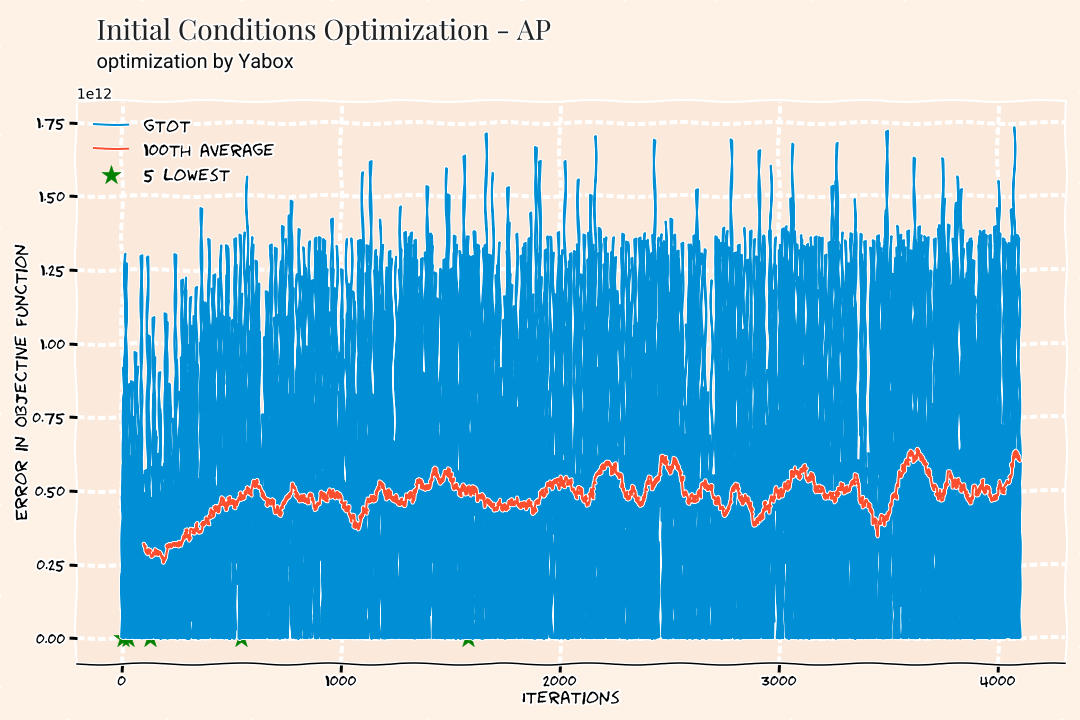 Initial Conditions Optimization - AP
optimization by Yabox
1e12
GTOT
100TH AVERAGE
5 LOWEST
1.75
1.50
1.25
1.00
0.75
0.50
0.25
0.00
ERROR IN OBJECTIVE FUNCTION
0 1000 2000 3000 4000
ITERATIONS